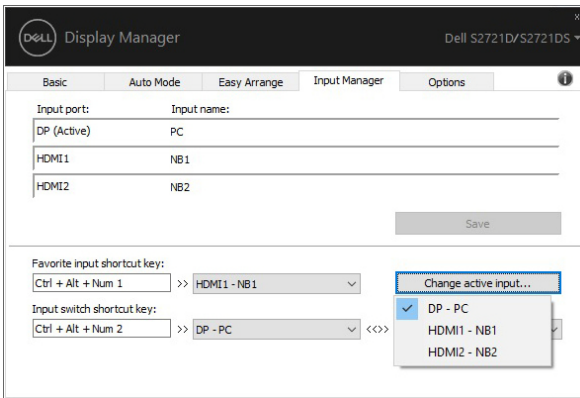 DELL Display Manager
Dell S2721D/S2721DS
Basic Auto Mode Easy Arrange Input Manager Options
Input port: Input name:
DP (Active) PC
HDMI1 NB1
HDMI2 NB2
Save
Favorite input shortcut key:
Ctrl + Alt + Num 1 >> HDMI1 - NB1 Change active input...
Input switch shortcut key:
Ctrl + Alt + Num 2 >> DP - PC <<>>
DP - PC
HDMI1 - NB1
HDMI2 - NB2